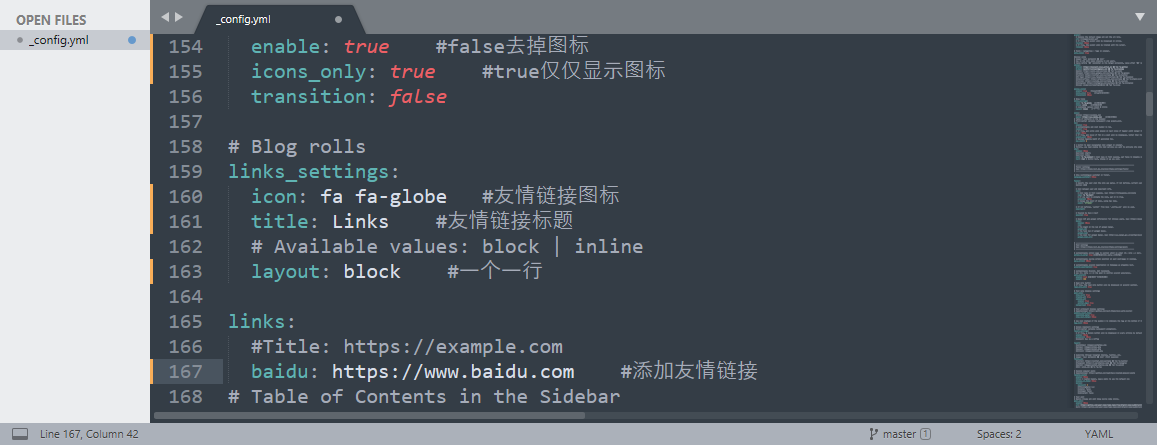 OPEN FILES
_config.yml
_config.yml
154 enable: true #false去掉图标
155 icons_only: true #true仅仅显示图标
156 transition: false
157
158 # Blog rolls
159 links_settings:
160 icon: fa fa-globe #友情链接图标
161 title: Links #友情链接标题
162 # Available values: block | inline
163 layout: block #一个一行
164
165 links:
166 #Title: https://example.com
167 baidu: https://www.baidu.com #添加友情链接
168 # Table of Contents in the Sidebar
Line 167, Column 42
master 1
Spaces: 2
YAML